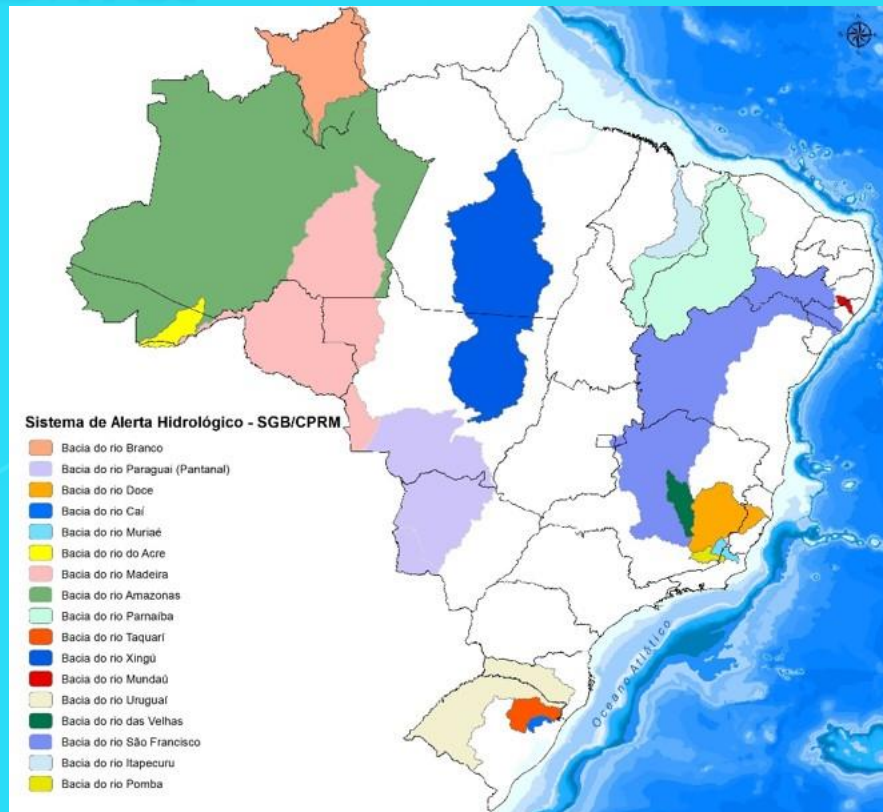 Sistema de Alerta Hidrológico - SGB/CPRM
Bacia do rio Branco
Bacia do rio Paraguai (Pantanal)
Bacia do rio Doce
Bacia do rio Caí
Bacia do rio Muriaé
Bacia do rio do Acre
Bacia do rio Madeira
Bacia do rio Amazonas
Bacia do rio Parnaíba
Bacia do rio Taquarí
Bacia do rio Xingú
Bacia do rio Mundaú
Bacia do rio Uruguaí
Bacia do rio das Velhas
Bacia do rio São Francisco
Bacia do rio Itapecuru
Bacia do rio Pomba
Oceano Atlático